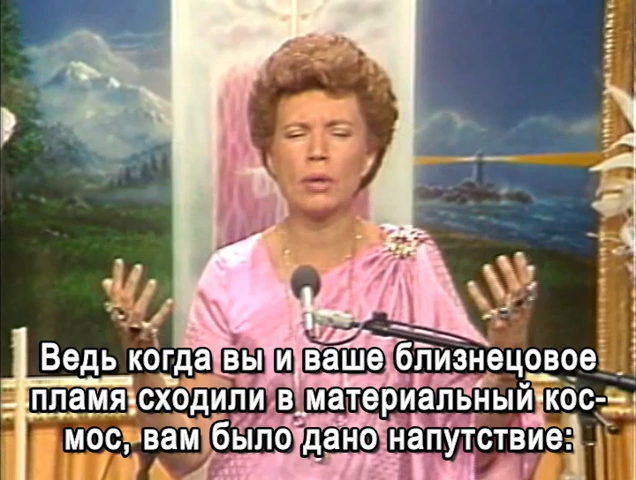 Ведь когда вы и ваше близнецовое
пламя сходили в материальный кос-
мос, вам было дано напутствие: